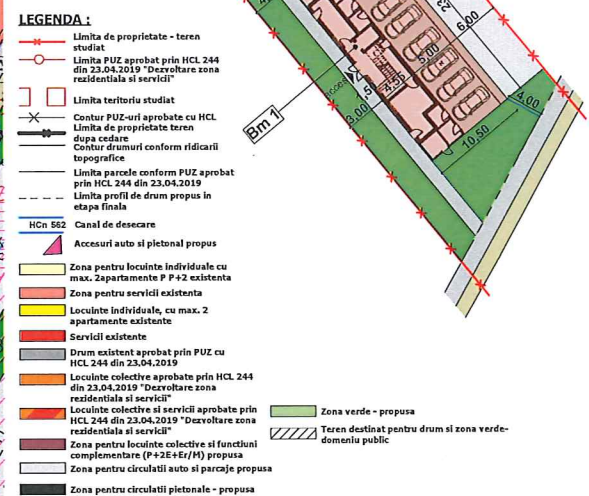 LEGENDA :
Limita de proprietate - teren
studiat
Limita PUZ aprobat prin HCL 244
din 23.04.2019 "Dezvoltare zona
rezidentiala si servicii"
Limita teritoriu studiat
Contur PUZ-uri aprobate cu HCL
Limita de proprietate teren
dupa cedare
Contur drumuri conform ridicarii
topografice
Limita parcele conform PUZ aprobat
prin HCL 244 din 23.04.2019
Limita profil de drum propus in
etapa finala
HCn 562 Canal de desecare
Accesuri auto si pietonal propus
Zona pentru locuinte individuale cu
max. 2apartamente P P+2 existenta
Zona pentru servicii existenta
Locuinte individuale, cu max. 2
apartamente existente
Servicii existente
Drum existent aprobat prin PUZ cu
HCL 244 din 23.04.2019
Locuinte colective aprobate prin HCL 244
din 23.04.2019 "Dezvoltare zona
rezidentiala si servicii"
Locuinte colective si servicii aprobate prin
HCL 244 din 23.04.2019 "Dezvoltare zona
rezidentiala si servicii"
Zona pentru locuinte colective si functiuni
complementare (P+2E+Er/M) propusa
Zona pentru circulatii auto si parcaje propusa
Zona pentru circulatii pietonale - propusa
Zona verde - propusa
Teren destinat pentru drum si zona verde-
domeniu public
6,00
5,00
4,55
3,00
acces
4,00
10,50
Bm 1